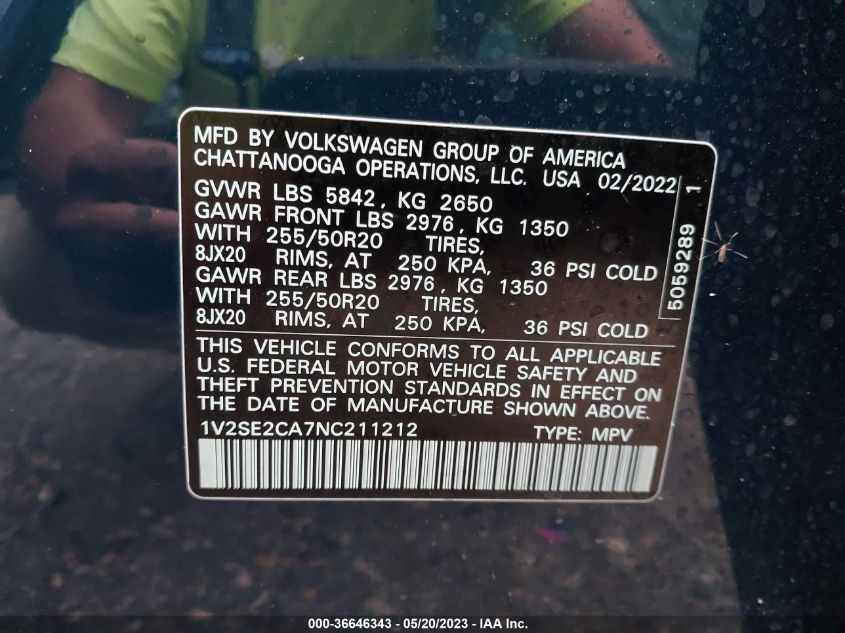 MFD BY VOLKSWAGEN GROUP OF AMERICA
CHATTANOOGA OPERATIONS, LLC. USA 02/2022
GVWR LBS 5842, KG 2650
GAWR FRONT LBS 2976, KG 1350
WITH 255/50R20 TIRES,
8JX20 RIMS, AT 250 KPA, 36 PSI COLD
GAWR REAR LBS 2976, KG 1350
WITH 255/50R20 TIRES,
8JX20 RIMS, AT 250 KPA, 36 PSI COLD
5059289 1
THIS VEHICLE CONFORMS TO ALL APPLICABLE
U.S. FEDERAL MOTOR VEHICLE SAFETY AND
THEFT PREVENTION STANDARDS IN EFFECT ON
THE DATE OF MANUFACTURE SHOWN ABOVE.
1V2SE2CA7NC211212 TYPE: MPV
000-36646343 - 05/20/2023 - IAA Inc.